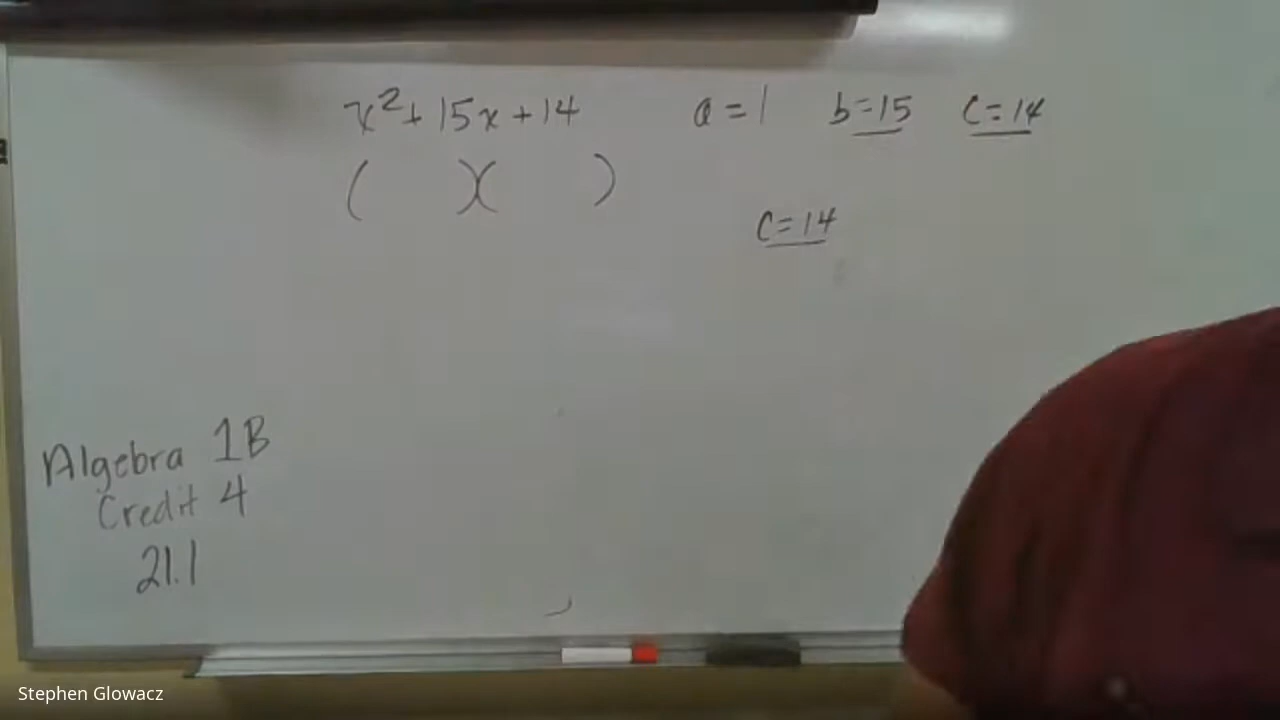 x²+15x+14 a=1 b=15 c=14
( )( )
c=14
Algebra 1B
Credit 4
21.1
Stephen Glowacz